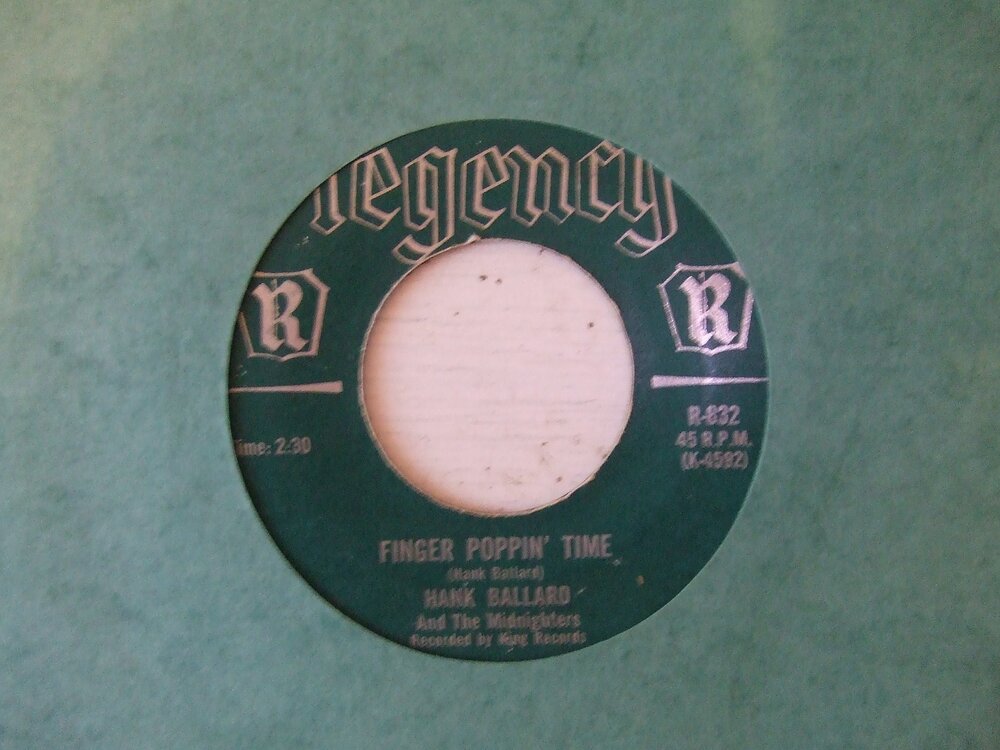 regency
R
R
R-832
45 R.P.M.
(K-4592)
ime: 2:30
FINGER POPPIN' TIME
(Hank Ballard)
HANK BALLARD
And The Midnighters
Recorded by King Records